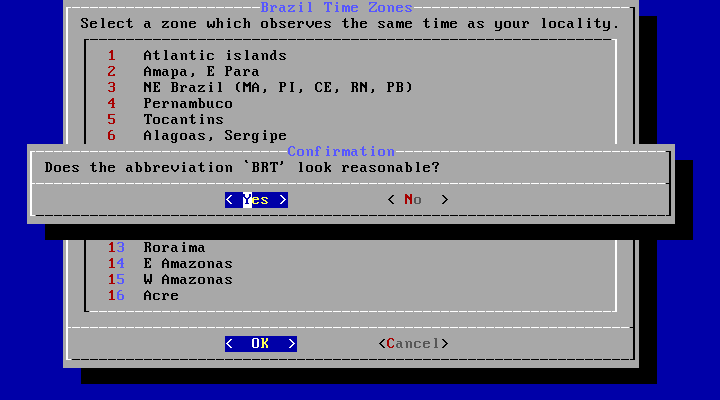 Brazil Time Zones
Select a zone which observes the same time as your locality.
1 Atlantic islands
2 Amapa, E Para
3 NE Brazil (MA, PI, CE, RN, PB)
4 Pernambuco
5 Tocantins
6 Alagoas, Sergipe
Confirmation
Does the abbreviation `BRT' look reasonable?
< Yes > < No >
13 Roraima
14 E Amazonas
15 W Amazonas
16 Acre
< OK > <Cancel>